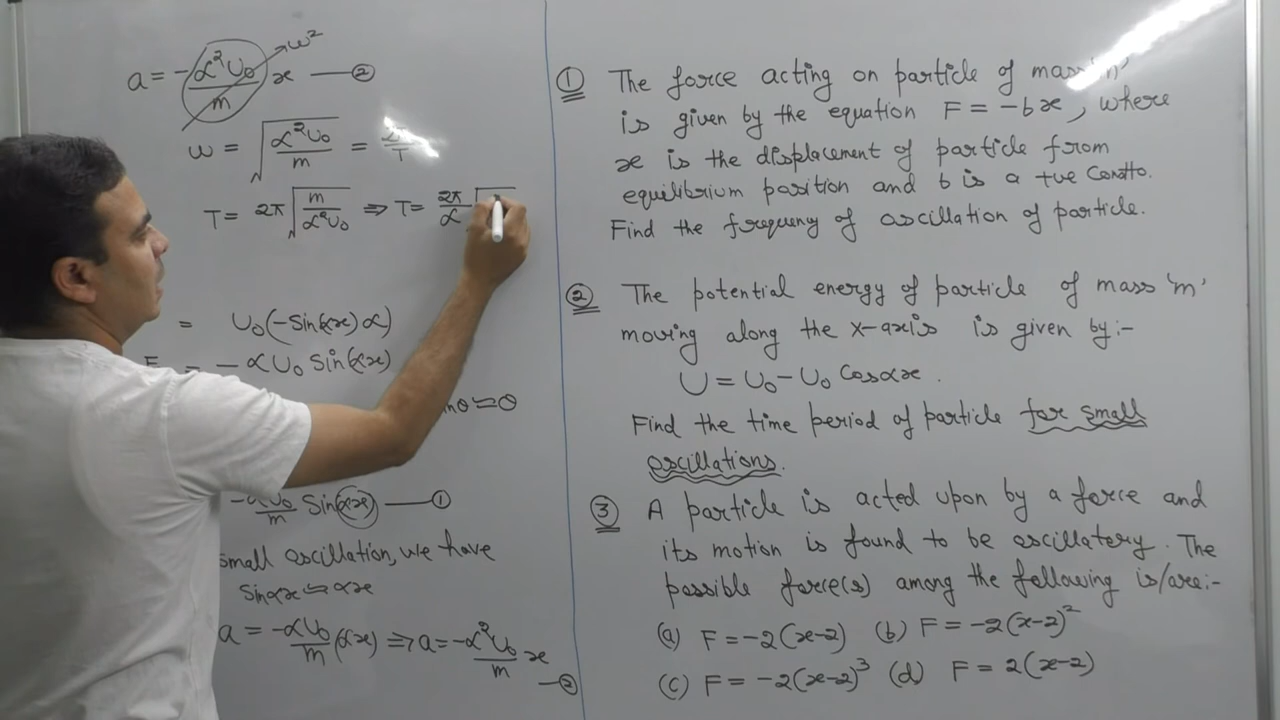 a = - α²U₀/m x —②
ω²
ω = √(α²U₀/m) =
T = 2π √(m/α²U₀) ⇒ T = 2π/α
= U₀(-Sin(αx) α)
= - αU₀ Sin(αx)
≃ θ
-αU₀/m Sin(αx) —①
small oscillation, we have
Sinαx ≃ αx
a = -αU₀/m (αx) ⇒ a = -α²U₀/m x
—②
① The force acting on particle of mass 'm'
is given by the equation F = -bx, where
x is the displacement of particle from
equilibrium position and b is a +ve Constt.
Find the frequency of oscillation of particle.
② The potential energy of particle of mass 'm'
moving along the x-axis is given by:-
U = U₀ - U₀ Cosαx.
Find the time period of particle for small
oscillations.
③ A particle is acted upon by a force and
its motion is found to be oscillatory. The
possible force(s) among the following is/are:-
(a) F = -2(x-2) (b) F = -2(x-2)²
(c) F = -2(x-2)³ (d) F = 2(x-2)